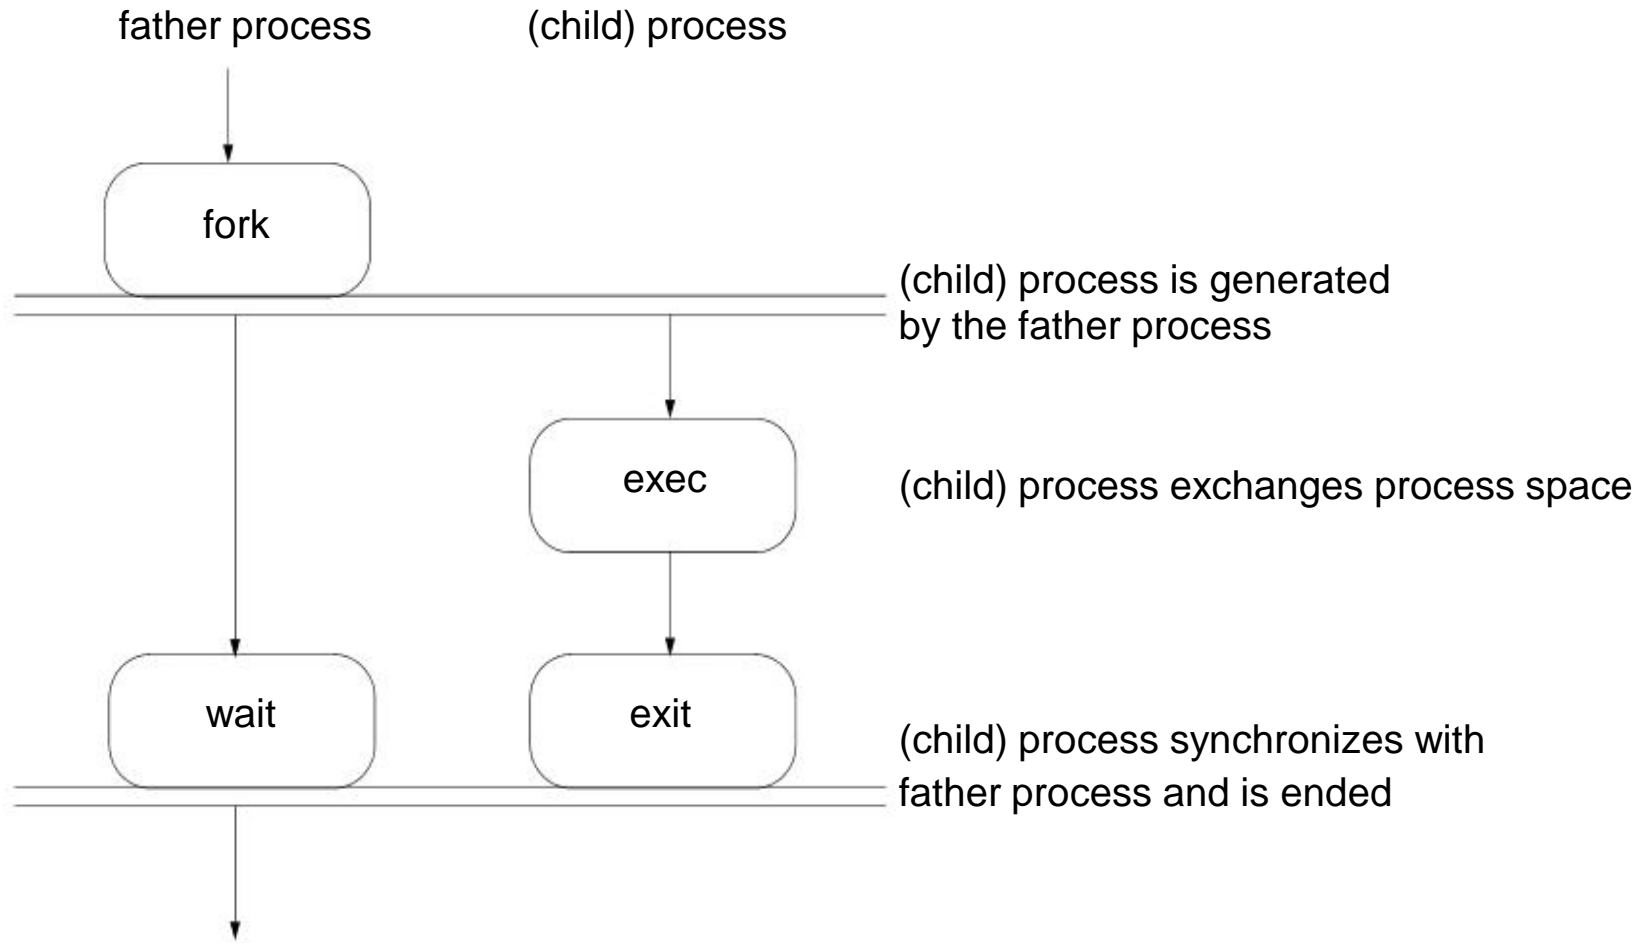 father process
(child) process
fork
(child) process is generated
by the father process
exec
(child) process exchanges process space
wait
exit
(child) process synchronizes with
father process and is ended